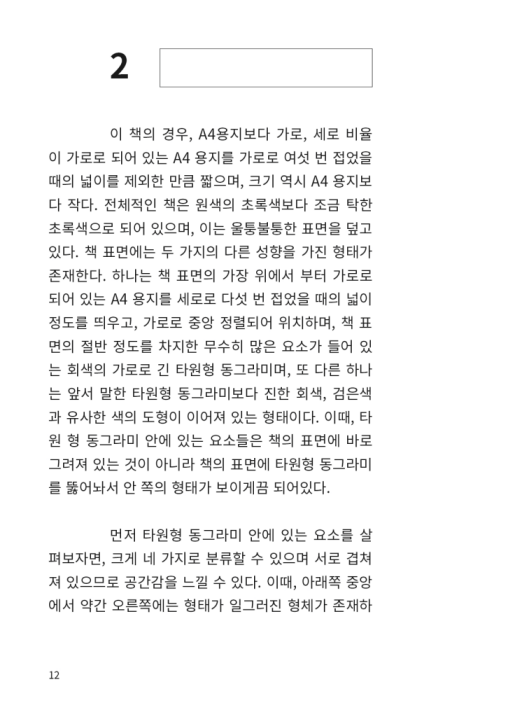 2
이 책의 경우, A4용지보다 가로, 세로 비율
이 가로로 되어 있는 A4 용지를 가로로 여섯 번 접었을
때의 넓이를 제외한 만큼 짧으며, 크기 역시 A4 용지보
다 작다. 전체적인 책은 원색의 초록색보다 조금 탁한
초록색으로 되어 있으며, 이는 울퉁불퉁한 표면을 덮고
있다. 책 표면에는 두 가지의 다른 성향을 가진 형태가
존재한다. 하나는 책 표면의 가장 위에서 부터 가로로
되어 있는 A4 용지를 세로로 다섯 번 접었을 때의 넓이
정도를 띄우고, 가로로 중앙 정렬되어 위치하며, 책 표
면의 절반 정도를 차지한 무수히 많은 요소가 들어 있
는 회색의 가로로 긴 타원형 동그라미며, 또 다른 하나
는 앞서 말한 타원형 동그라미보다 진한 회색, 검은색
과 유사한 색의 도형이 이어져 있는 형태이다. 이때, 타
원 형 동그라미 안에 있는 요소들은 책의 표면에 바로
그려져 있는 것이 아니라 책의 표면에 타원형 동그라미
를 뚫어놔서 안 쪽의 형태가 보이게끔 되어있다.
먼저 타원형 동그라미 안에 있는 요소를 살
펴보자면, 크게 네 가지로 분류할 수 있으며 서로 겹쳐
져 있으므로 공간감을 느낄 수 있다. 이때, 아래쪽 중앙
에서 약간 오른쪽에는 형태가 일그러진 형체가 존재하
12